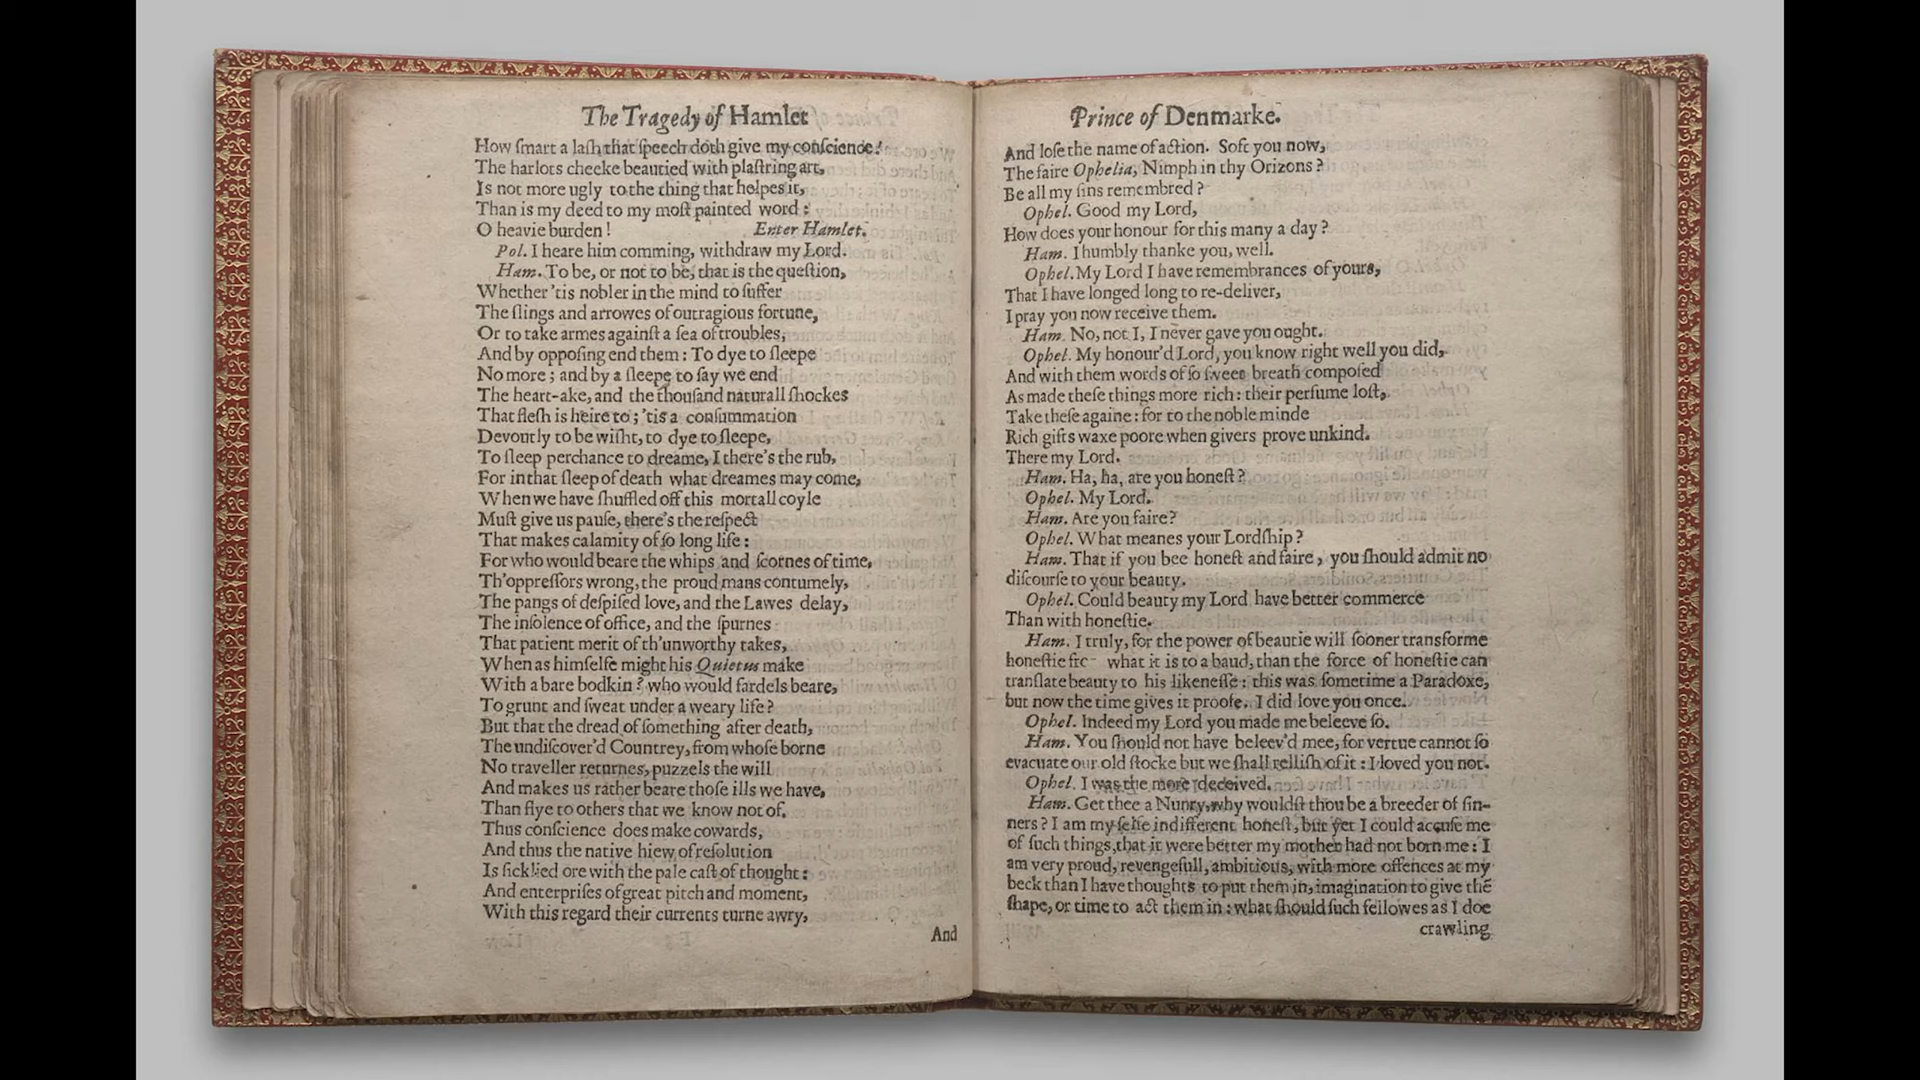 The Tragedy of Hamlet
How ſmart a laſh that ſpeech doth give my conſcience!
The harlots cheeke beautied with plaſtring art,
Is not more ugly to the thing that helpes it,
Than is my deed to my moſt painted word:
O heavie burden! Enter Hamlet.
Pol. I heare him comming, withdraw my Lord.
Ham. To be, or not to be, that is the queſtion,
Whether 'tis nobler in the mind to ſuffer
The ſlings and arrowes of outragious fortune,
Or to take armes againſt a ſea of troubles,
And by oppoſing end them: To dye to ſleepe
No more; and by a ſleepe to ſay we end
The heart-ake, and the thouſand naturall ſhockes
That fleſh is heire to; 'tis a conſummation
Devoutly to be wiſht, to dye to ſleepe,
To ſleep perchance to dreame, I there's the rub,
For in that ſleep of death what dreames may come,
When we have ſhuffled off this mortall coyle
Muſt give us pauſe, there's the reſpect
That makes calamity of ſo long life:
For who would beare the whips and ſcornes of time,
Th'oppreſſors wrong, the proud mans contumely,
The pangs of deſpiſed love, and the Lawes delay,
The inſolence of office, and the ſpurnes
That patient merit of th'unworthy takes,
When as himſelfe might his Quietus make
With a bare bodkin? who would fardels beare,
To grunt and ſweat under a weary life?
But that the dread of ſomething after death,
The undiſcover'd Countrey, from whoſe borne
No traveller returnes, puzzels the will
And makes us rather beare thoſe ills we have,
Than flye to others that we know not of.
Thus conſcience does make cowards,
And thus the native hiew of reſolution
Is ſicklied ore with the pale caſt of thought:
And enterpriſes of great pitch and moment,
With this regard their currents turne awry,
And
Prince of Denmarke.
And loſe the name of action. Soft you now,
The faire Ophelia, Nimph in thy Orizons?
Be all my ſins remembred?
Ophel. Good my Lord,
How does your honour for this many a day?
Ham. I humbly thanke you, well.
Ophel. My Lord I have remembrances of yours,
That I have longed long to re-deliver,
I pray you now receive them.
Ham. No, not I, I never gave you ought.
Ophel. My honour'd Lord, you know right well you did,
And with them words of ſo ſweet breath compoſed
As made theſe things more rich: their perfume loſt,
Take theſe againe: for to the noble minde
Rich gifts waxe poore when givers prove unkind.
There my Lord.
Ham. Ha, ha, are you honeſt?
Ophel. My Lord.
Ham. Are you faire?
Ophel. What meanes your Lordſhip?
Ham. That if you bee honeſt and faire, you ſhould admit no
diſcourſe to your beauty.
Ophel. Could beauty my Lord have better commerce
Than with honeſtie.
Ham. I truly, for the power of beautie will ſooner transforme
honeſtie what it is to a baud, than the force of honeſtie can
tranſlate beauty to his likeneſſe: this was ſometime a Paradoxe,
but now the time gives it proofe. I did love you once.
Ophel. Indeed my Lord you made me beleeve ſo.
Ham. You ſhould not have beleev'd mee, for vertue cannot ſo
evacuate our old ſtocke but we ſhall relliſh of it: I loved you not.
Ophel. I was the more deceived.
Ham. Get thee a Nunry, why wouldſt thou be a breeder of ſin-
ners? I am my ſelfe indifferent honeſt, but yet I could accuſe me
of ſuch things, that it were better my mother had not born me: I
am very proud, revengefull, ambitious, with more offences at my
beck than I have thoughts to put them in, imagination to give thē
ſhape, or time to act them in: what ſhould ſuch fellowes as I doe
crawling